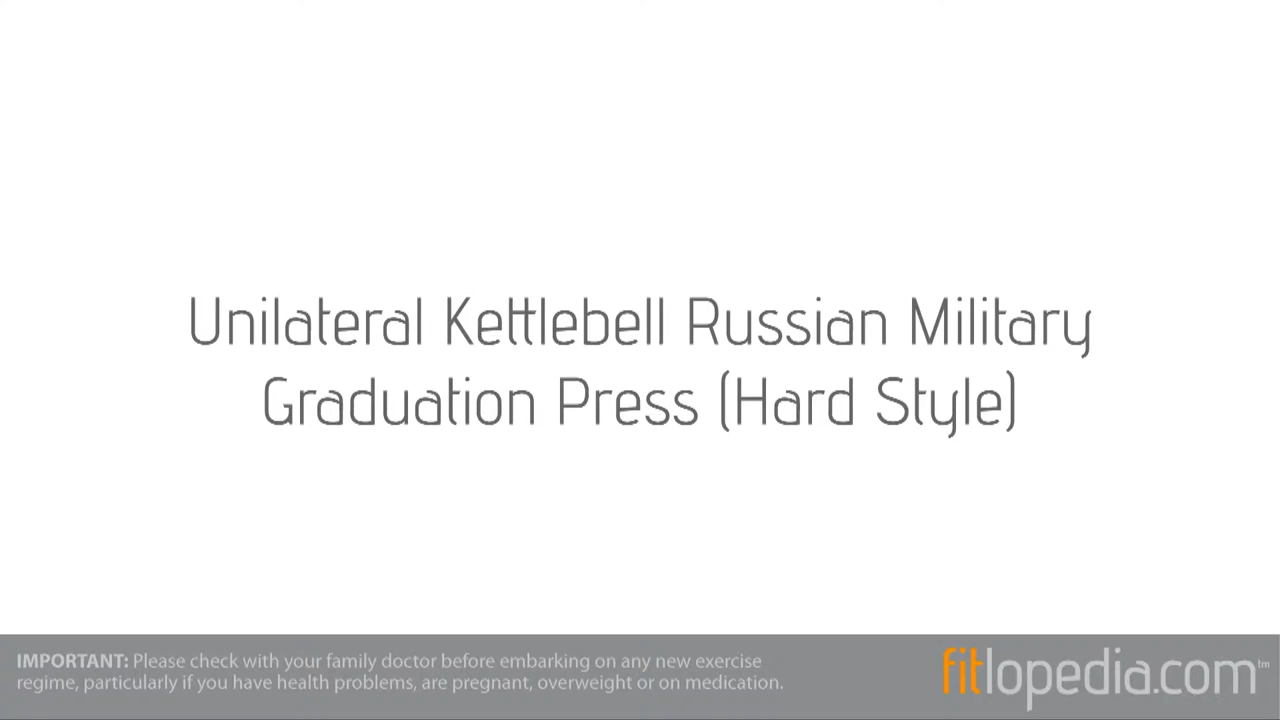 Unilateral Kettlebell Russian Military
Graduation Press (Hard Style)
IMPORTANT: Please check with your family doctor before embarking on any new exercise
regime, particularly if you have health problems, are pregnant, overweight or on medication.
fitlopedia.com™